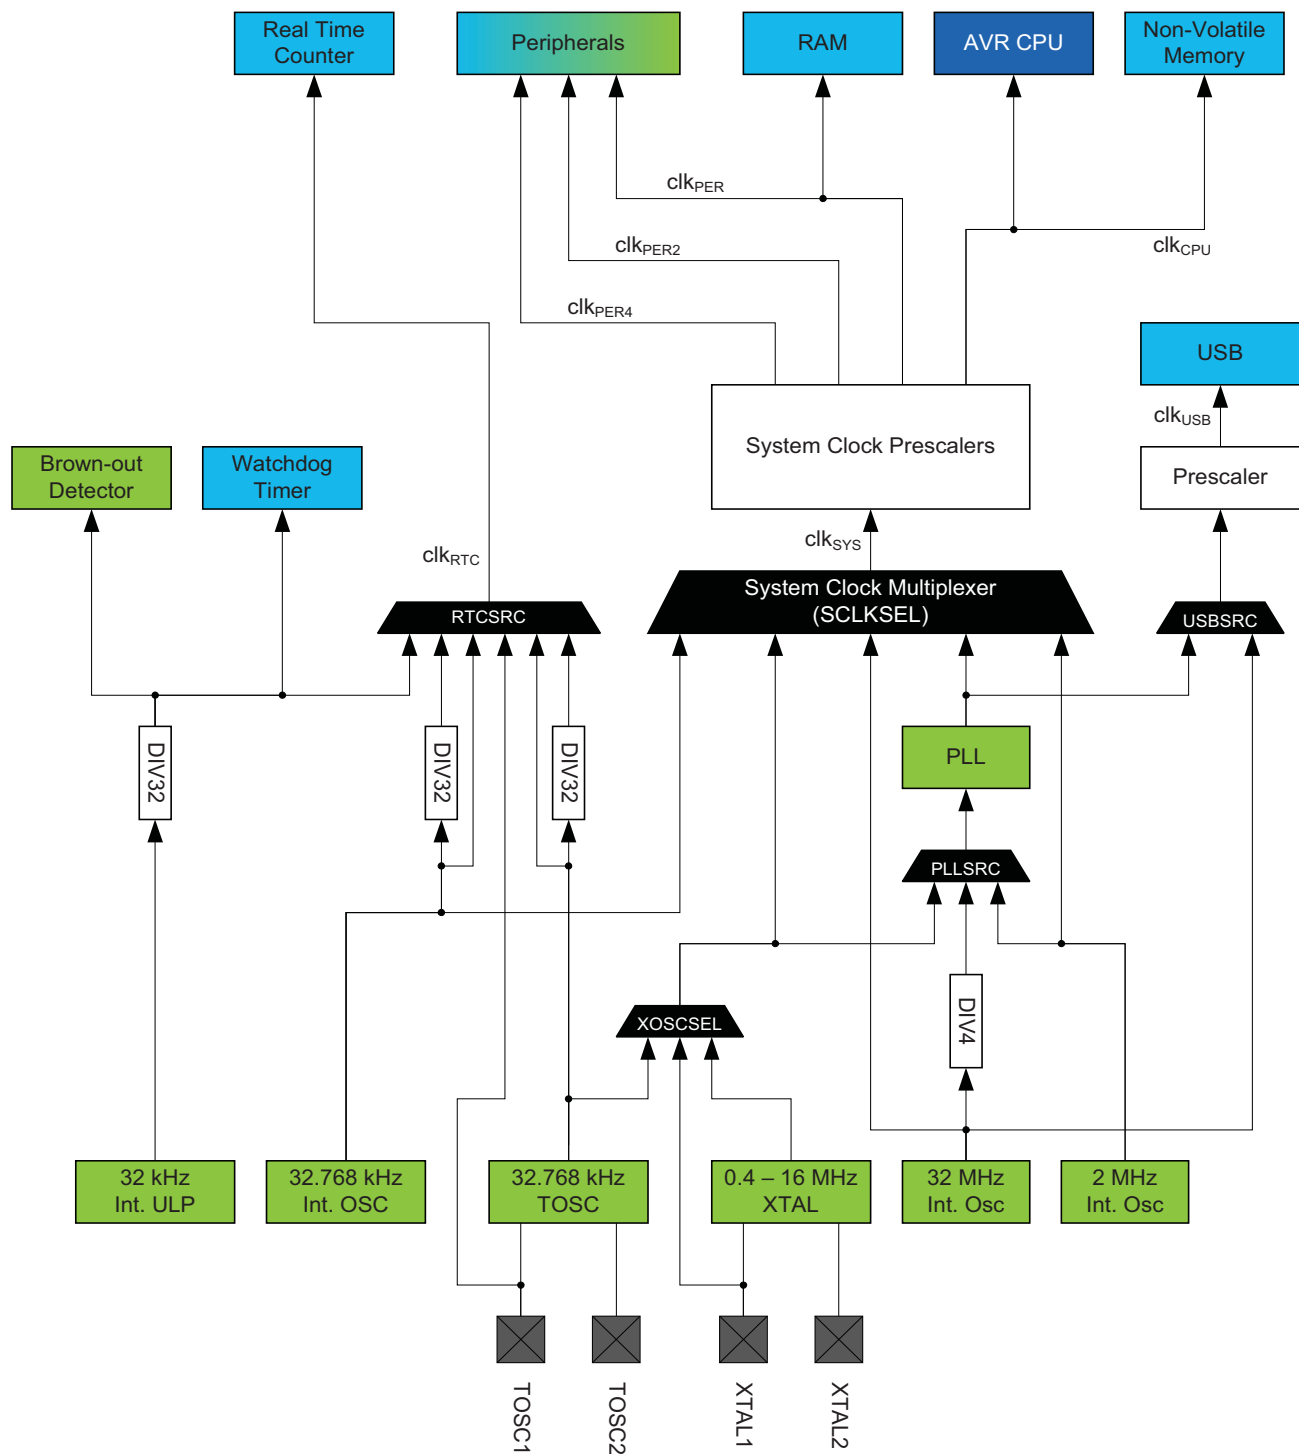 Real Time
Counter
Peripherals
RAM
AVR CPU
Non-Volatile
Memory
clkPER
clkPER2
clkCPU
clkPER4
USB
clkUSB
System Clock Prescalers
Prescaler
Brown-out
Detector
Watchdog
Timer
clkSYS
clkRTC
System Clock Multiplexer
(SCLKSEL)
RTCSRC
USBSRC
DIV32
DIV32
DIV32
PLL
PLLSRC
DIV4
XOSCSEL
32 kHz
Int. ULP
32.768 kHz
Int. OSC
32.768 kHz
TOSC
0.4 – 16 MHz
XTAL
32 MHz
Int. Osc
2 MHz
Int. Osc
TOSC1
TOSC2
XTAL1
XTAL2